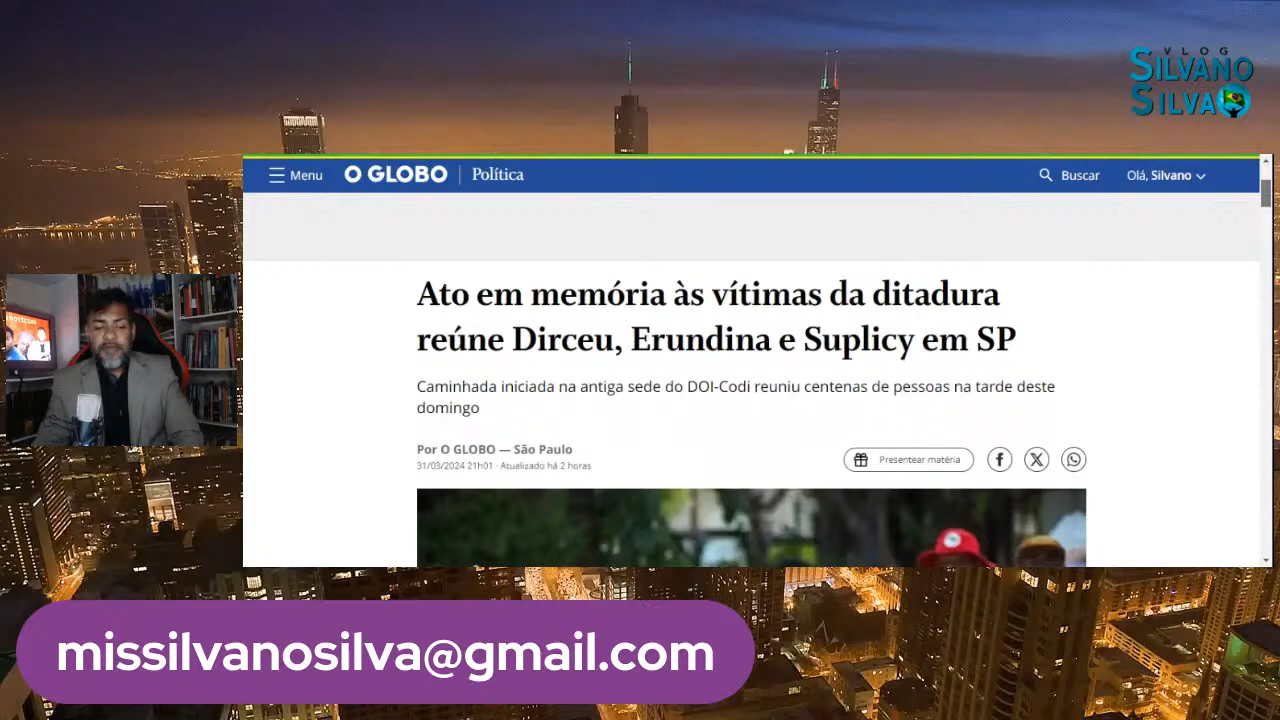 VLOG
SILVANO
SILVA
Menu
O GLOBO
Política
Buscar
Olá, Silvano
Ato em memória às vítimas da ditadura
reúne Dirceu, Erundina e Suplicy em SP
Caminhada iniciada na antiga sede do DOI-Codi reuniu centenas de pessoas na tarde deste
domingo
Por O GLOBO — São Paulo
31/03/2024 21h01 · Atualizado há 2 horas
Presentear matéria
NOTÍCIAS
missilvanosilva@gmail.com